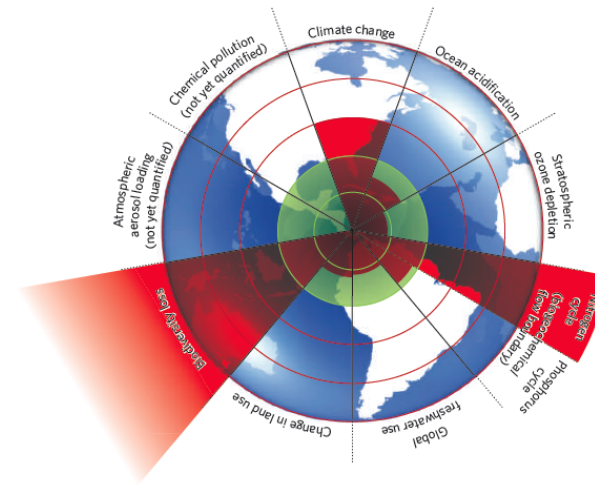 Climate change
Ocean acidification
Stratospheric
ozone depletion
Nitrogen
cycle
(biogeochemical
flow boundary)
Phosphorus
cycle
Global
freshwater use
Change in land use
Biodiversity loss
Atmospheric
aerosol loading
(not yet quantified)
Chemical pollution
(not yet quantified)